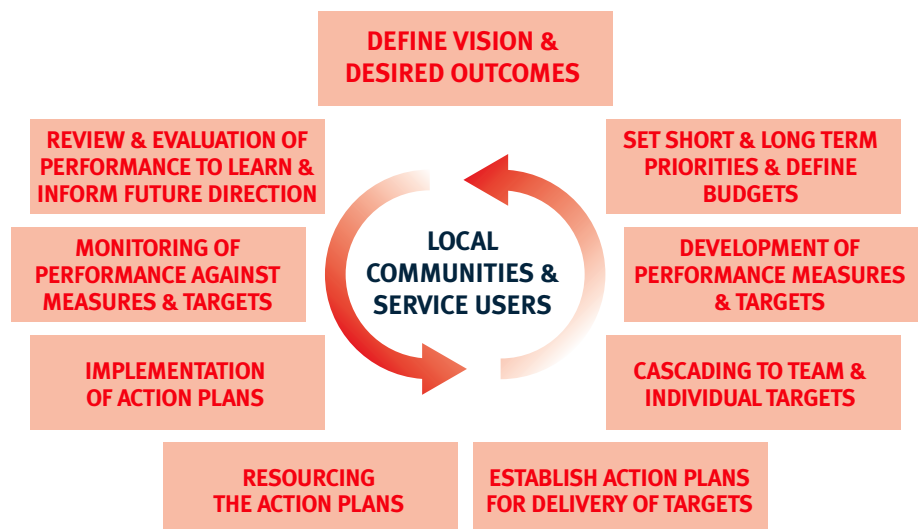 DEFINE VISION &
DESIRED OUTCOMES
REVIEW & EVALUATION OF
PERFORMANCE TO LEARN &
INFORM FUTURE DIRECTION
SET SHORT & LONG TERM
PRIORITIES & DEFINE
BUDGETS
MONITORING OF
PERFORMANCE AGAINST
MEASURES & TARGETS
LOCAL
COMMUNITIES &
SERVICE USERS
DEVELOPMENT OF
PERFORMANCE MEASURES
& TARGETS
IMPLEMENTATION
OF ACTION PLANS
CASCADING TO TEAM &
INDIVIDUAL TARGETS
RESOURCING
THE ACTION PLANS
ESTABLISH ACTION PLANS
FOR DELIVERY OF TARGETS